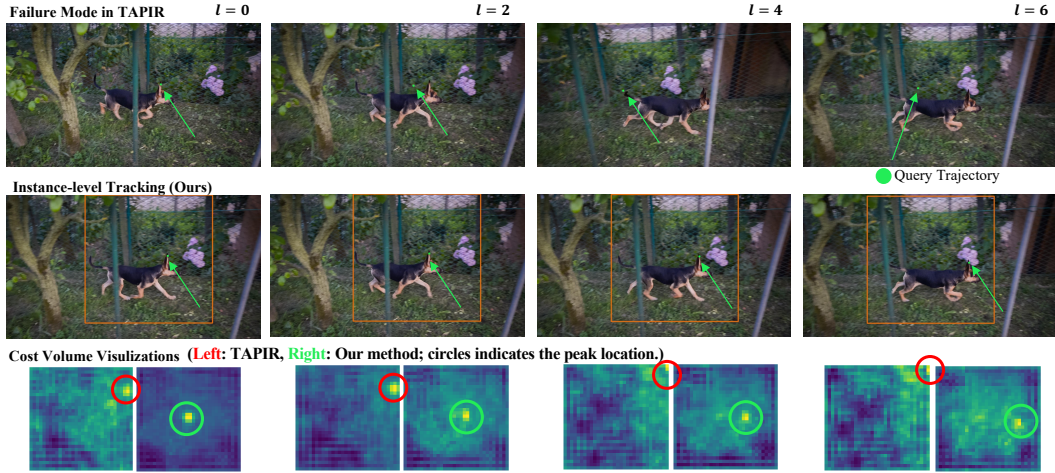 Failure Mode in TAPIR
l = 0
l = 2
l = 4
l = 6
Query Trajectory
Instance-level Tracking (Ours)
Cost Volume Visulizations (Left: TAPIR, Right: Our method; circles indicates the peak location.)